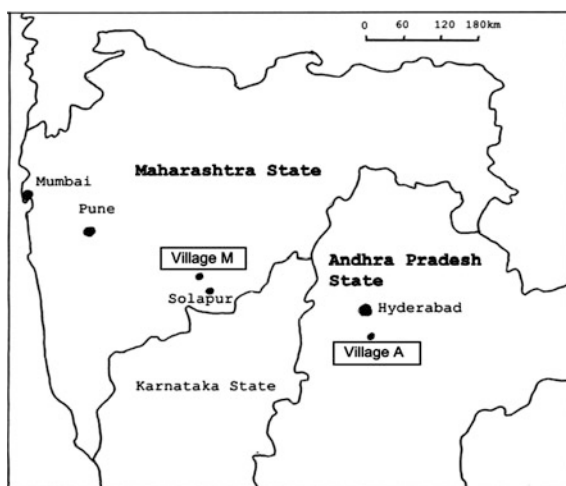 0 60 120 180km
Mumbai
Maharashtra State
Pune
Village M
Solapur
Andhra Pradesh
State
Hyderabad
Village A
Karnataka State